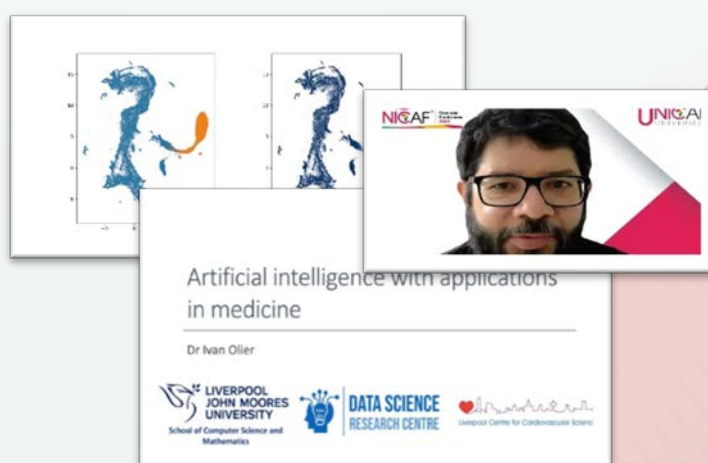 NICAF
UNICAF
UNIVERSITY
Artificial intelligence with applications
in medicine
Dr Ivan Olier
LIVERPOOL
JOHN MOORES
UNIVERSITY
School of Computer Science and
Mathematics
DATA SCIENCE
RESEARCH CENTRE
Liverpool Centre for Cardiovascular Science